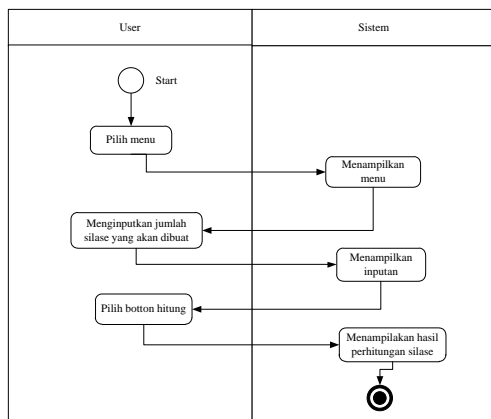 User
Sistem
Start
Pilih menu
Menampilkan
menu
Menginputkan jumlah
silase yang akan dibuat
Menampilkan
inputan
Pilih botton hitung
Menampilakan hasil
perhitungan silase